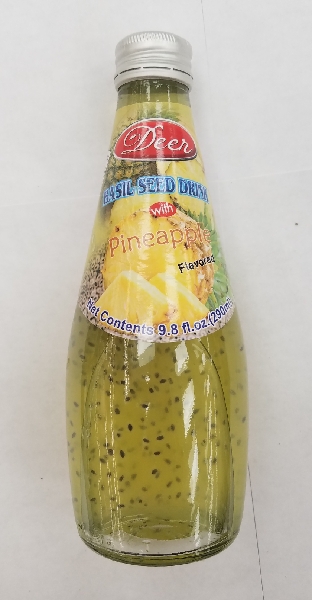 Deer
BASIL SEED DRINK
with
Pineapple
Flavored
Net Contents 9.8 fl.oz.(290ml)